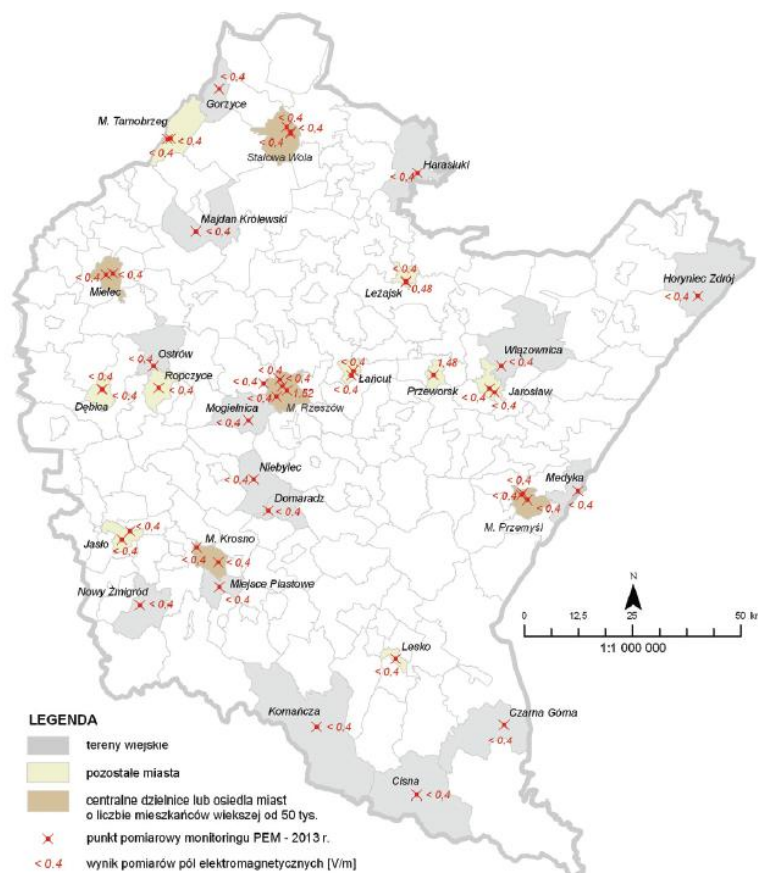 < 0,4
Gorzyce
M. Tarnobrzeg
< 0,4
< 0,4
< 0,4
< 0,4
< 0,4
Stalowa Wola
Harasiuki
< 0,4
Majdan Królewski
< 0,4
< 0,4
< 0,4
Mielec
< 0,4
Leżajsk
0,48
Horyniec Zdrój
< 0,4
Ostrów
< 0,4
Ropczyce
< 0,4
< 0,4
Dębica
< 0,4
< 0,4
< 0,4
< 0,4
1,52
M. Rzeszów
Mogielnica
< 0,4
< 0,4
Łańcut
< 0,4
1,48
Przeworsk
Wiązownica
< 0,4
Jarosław
< 0,4
< 0,4
Niebylec
< 0,4
Domaradz
< 0,4
< 0,4
< 0,4
< 0,4
M. Przemyśl
Medyka
< 0,4
< 0,4
Jasło
< 0,4
M. Krosno
< 0,4
< 0,4
Miejsce Piastowe
< 0,4
Nowy Żmigród
< 0,4
N
0 12,5 25 50 km
1:1 000 000
Lesko
< 0,4
Komańcza
< 0,4
Czarna Górna
< 0,4
Cisna
< 0,4
LEGENDA
tereny wiejskie
pozostałe miasta
centralne dzielnice lub osiedla miast
o liczbie mieszkańców większej od 50 tys.
punkt pomiarowy monitoringu PEM - 2013 r.
< 0.4 wynik pomiarów pól elektromagnetycznych [V/m]